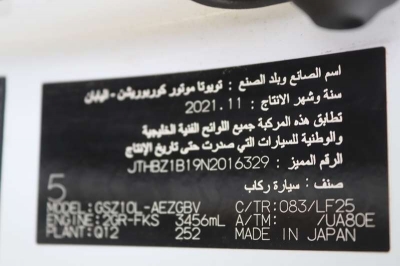 اسم الصانع وبلد الصنع : تويوتا موتور كوربوريشن - اليابان
سنة وشهر الانتاج : 2021.11
تطابق هذه المركبة جميع اللوائح الفنية الخليجية
والوطنية للسيارات التي صدرت حتى تاريخ الإنتاج
الرقم المميز : JTHBZ1B19N2016329
صنف : سيارة ركاب
5
MODEL:GSZ10L-AEZGBV C/TR:083/LF25
ENGINE:2GR-FKS 3456mL A/TM: /UA80E
PLANT:Q12 252 MADE IN JAPAN